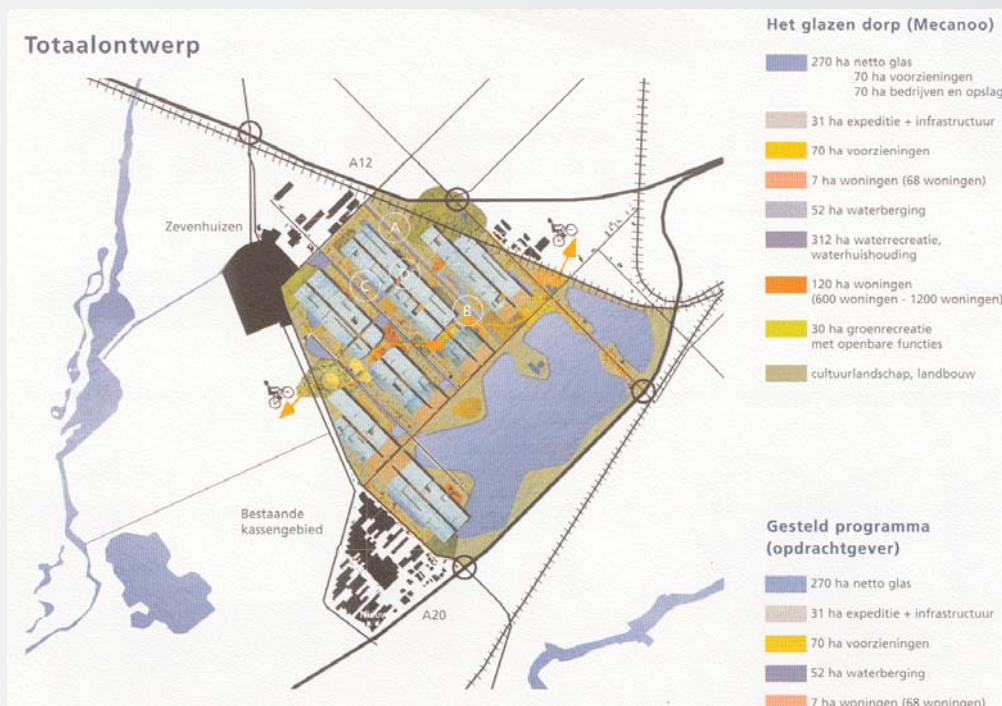 Totaalontwerp
A12
Zevenhuizen
A
C
B
Bestaande
kassengebied
Nieuw
A20
Het glazen dorp (Mecanoo)
270 ha netto glas
70 ha voorzieningen
70 ha bedrijven en opslag
31 ha expeditie + infrastructuur
70 ha voorzieningen
7 ha woningen (68 woningen)
52 ha waterberging
312 ha waterrecreatie,
waterhuishouding
120 ha woningen
(600 woningen - 1200 woningen)
30 ha groenrecreatie
met openbare functies
cultuurlandschap, landbouw
Gesteld programma
(opdrachtgever)
270 ha netto glas
31 ha expeditie + infrastructuur
70 ha voorzieningen
52 ha waterberging
7 ha woningen (68 woningen)